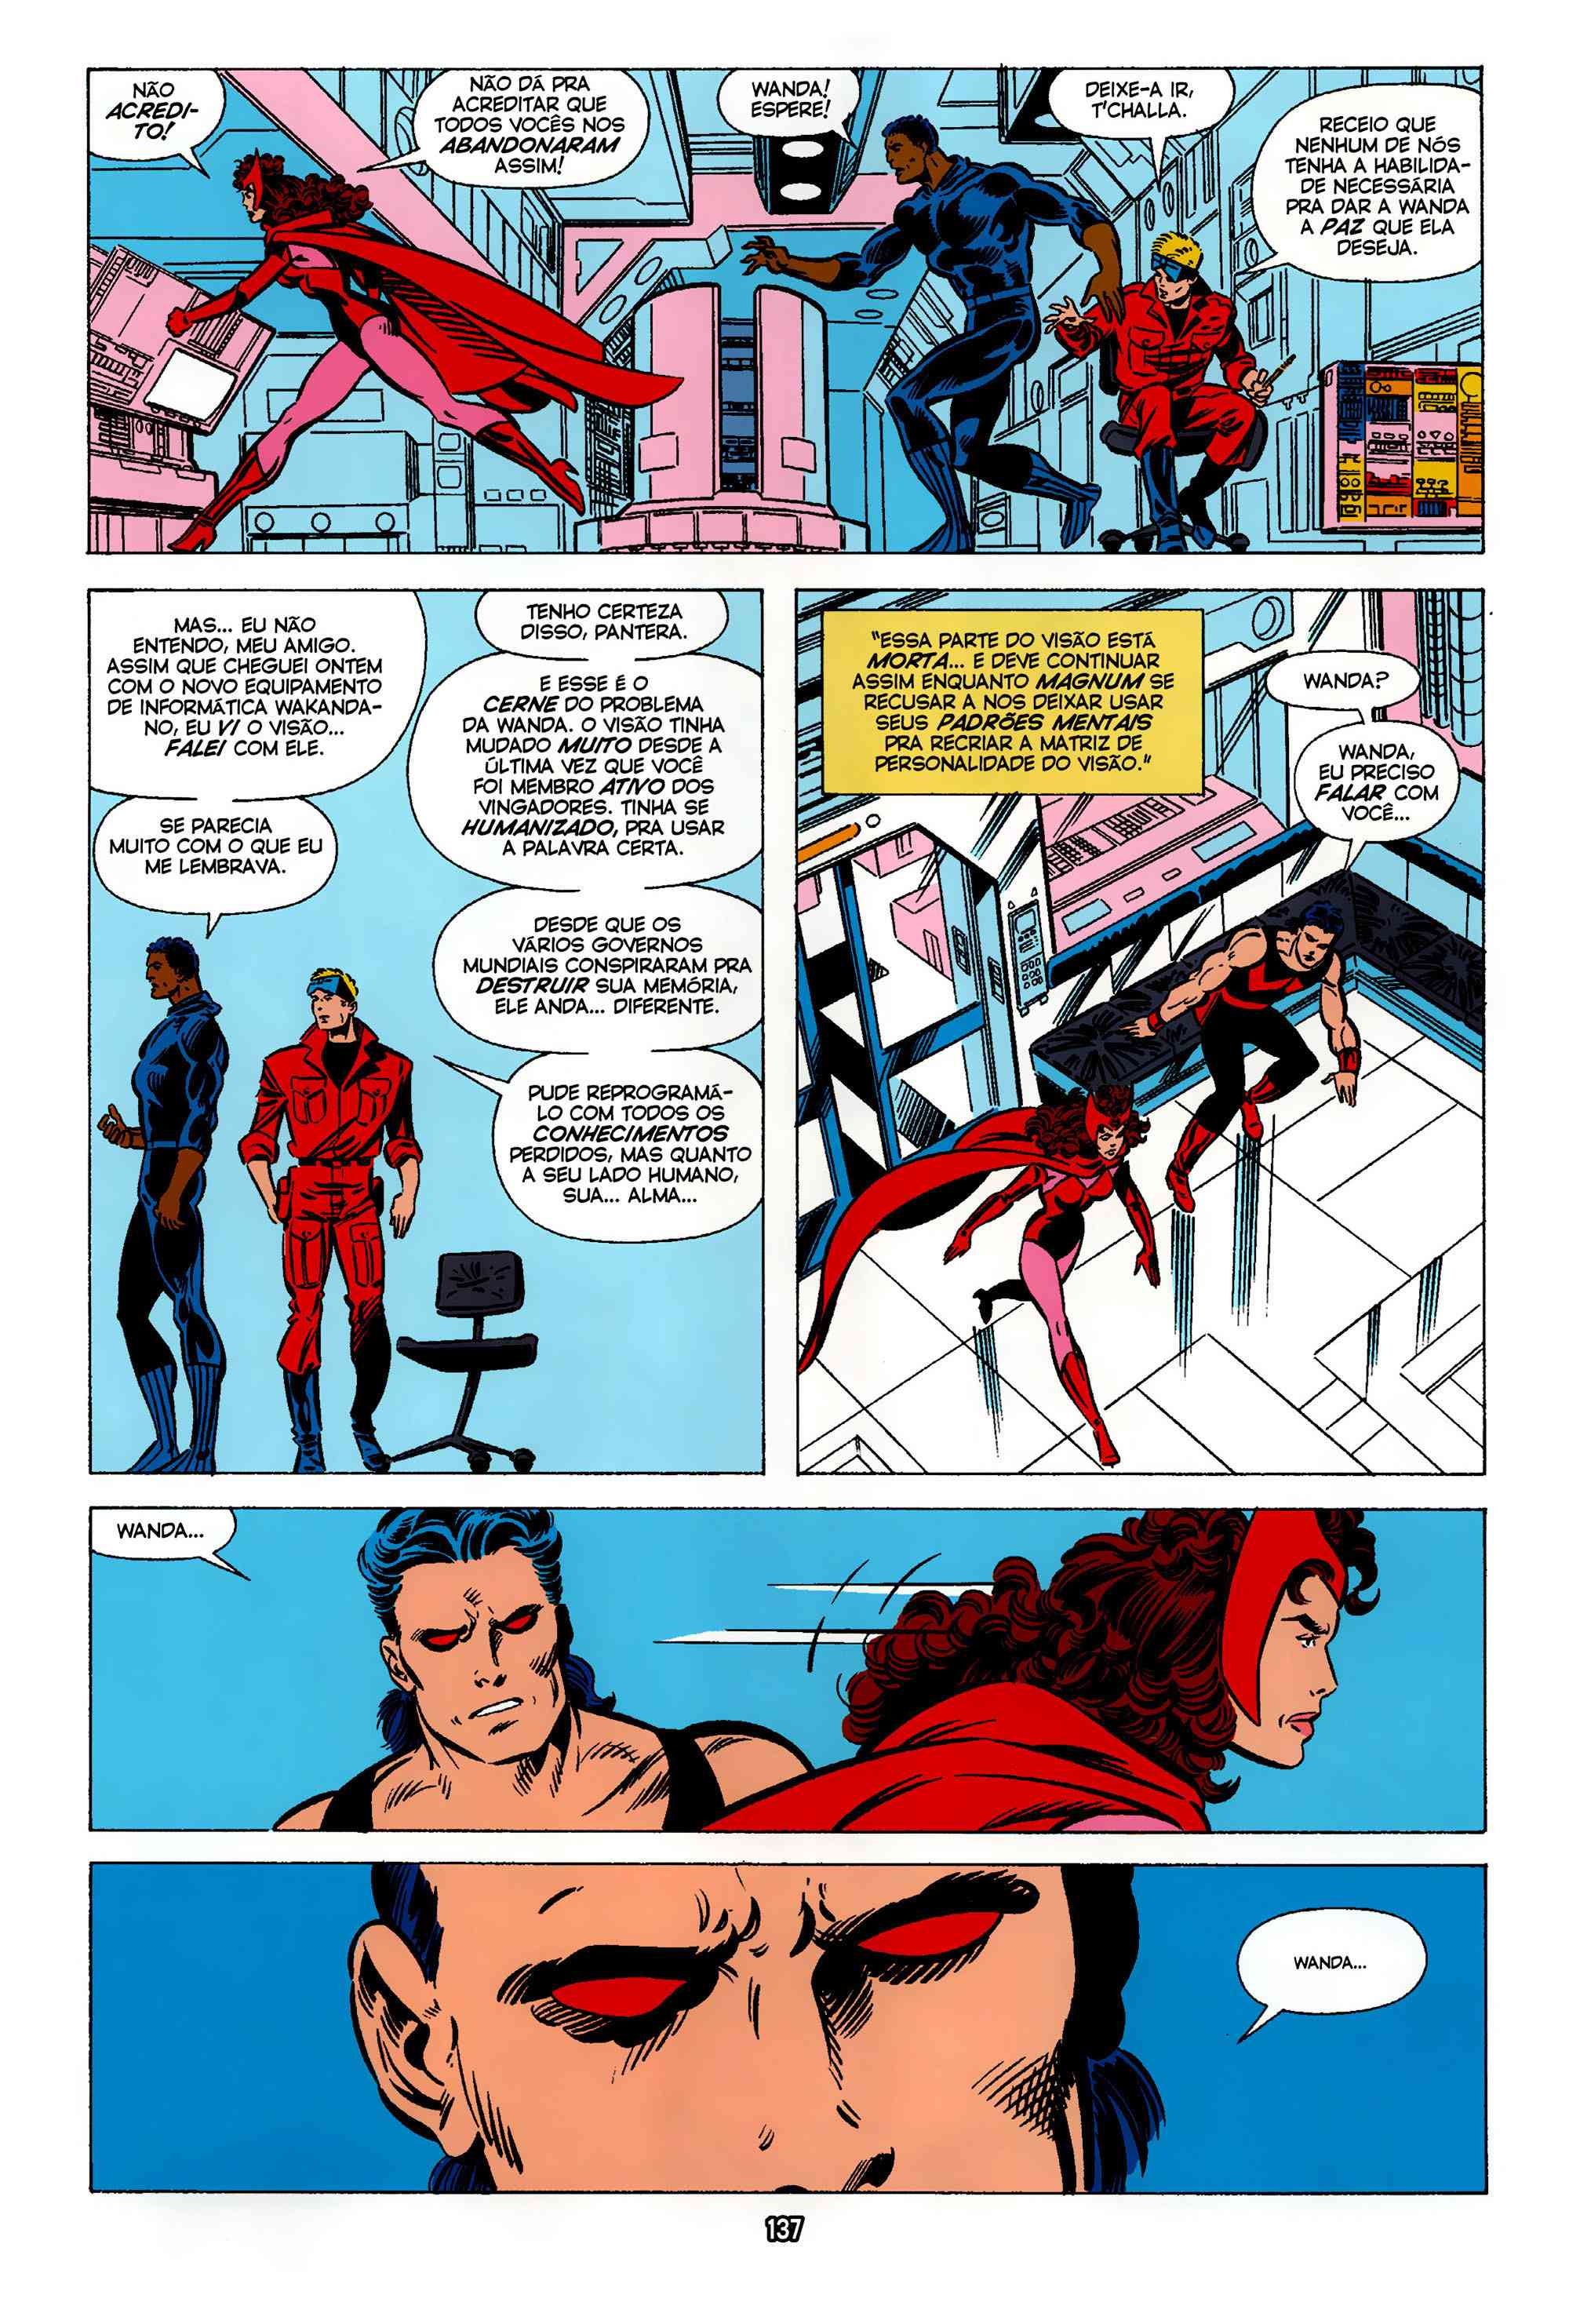 NÃO
ACREDI-
TO!
NÃO DÁ PRA
ACREDITAR QUE
TODOS VOCÊS NOS
ABANDONARAM
ASSIM!
WANDA!
ESPERE!
DEIXE-A IR,
T'CHALLA.
RECEIO QUE
NENHUM DE NÓS
TENHA A HABILIDA-
DE NECESSÁRIA
PRA DAR A WANDA
A PAZ QUE ELA
DESEJA.
MAS... EU NÃO
ENTENDO, MEU AMIGO.
ASSIM QUE CHEGUEI ONTEM
COM O NOVO EQUIPAMENTO
DE INFORMÁTICA WAKANDA-
NO, EU VI O VISÃO...
FALEI COM ELE.
SE PARECIA
MUITO COM O QUE EU
ME LEMBRAVA.
TENHO CERTEZA
DISSO, PANTERA.
E ESSE É O
CERNE DO PROBLEMA
DA WANDA. O VISÃO TINHA
MUDADO MUITO DESDE A
ÚLTIMA VEZ QUE VOCÊ
FOI MEMBRO ATIVO DOS
VINGADORES. TINHA SE
HUMANIZADO, PRA USAR
A PALAVRA CERTA.
DESDE QUE OS
VÁRIOS GOVERNOS
MUNDIAIS CONSPIRARAM PRA
DESTRUIR SUA MEMÓRIA,
ELE ANDA... DIFERENTE.
PUDE REPROGRAMÁ-
LO COM TODOS OS
CONHECIMENTOS
PERDIDOS, MAS QUANTO
A SEU LADO HUMANO,
SUA... ALMA...
"ESSA PARTE DO VISÃO ESTÁ
MORTA... E DEVE CONTINUAR
ASSIM ENQUANTO MAGNUM SE
RECUSAR A NOS DEIXAR USAR
SEUS PADRÕES MENTAIS
PRA RECRIAR A MATRIZ DE
PERSONALIDADE DO VISÃO."
WANDA?
WANDA,
EU PRECISO
FALAR COM
VOCÊ...
WANDA...
WANDA...
137